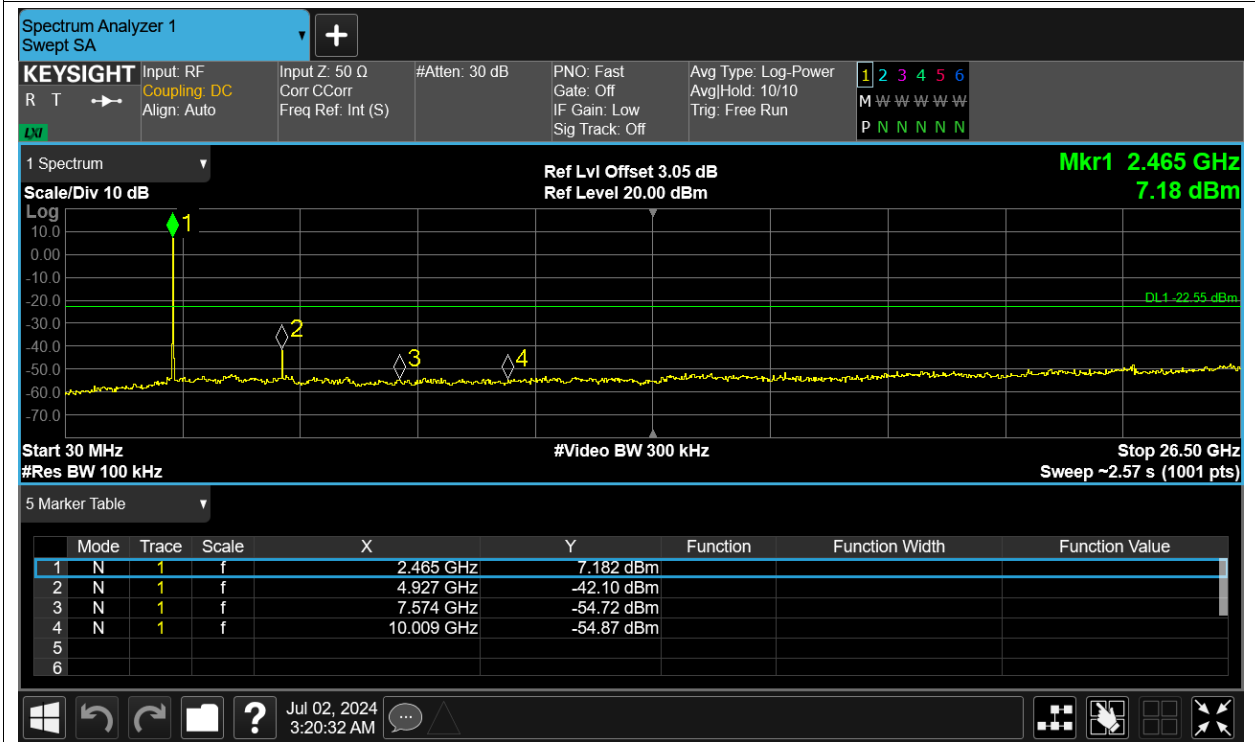 Spectrum Analyzer 1
Swept SA
+
KEYSIGHT Input: RF Input Z: 50 Ω #Atten: 30 dB PNO: Fast Avg Type: Log-Power 1 2 3 4 5 6
R T Coupling: DC Corr CCorr Gate: Off Avg|Hold: 10/10 M W W W W W
Align: Auto Freq Ref: Int (S) IF Gain: Low Trig: Free Run
LXI Sig Track: Off P N N N N N
1 Spectrum Ref Lvl Offset 3.05 dB Mkr1 2.465 GHz
Scale/Div 10 dB Ref Level 20.00 dBm 7.18 dBm
Log
1
10.0
0.00
-10.0
-20.0 DL1 -22.55 dBm
-30.0
2
-40.0
3 4
-50.0
-60.0
-70.0
Start 30 MHz #Video BW 300 kHz Stop 26.50 GHz
#Res BW 100 kHz Sweep ~2.57 s (1001 pts)
5 Marker Table
Mode Trace Scale X Y Function Function Width Function Value
1 N 1 f 2.465 GHz 7.182 dBm
2 N 1 f 4.927 GHz -42.10 dBm
3 N 1 f 7.574 GHz -54.72 dBm
4 N 1 f 10.009 GHz -54.87 dBm
5
6
? Jul 02, 2024
3:20:32 AM